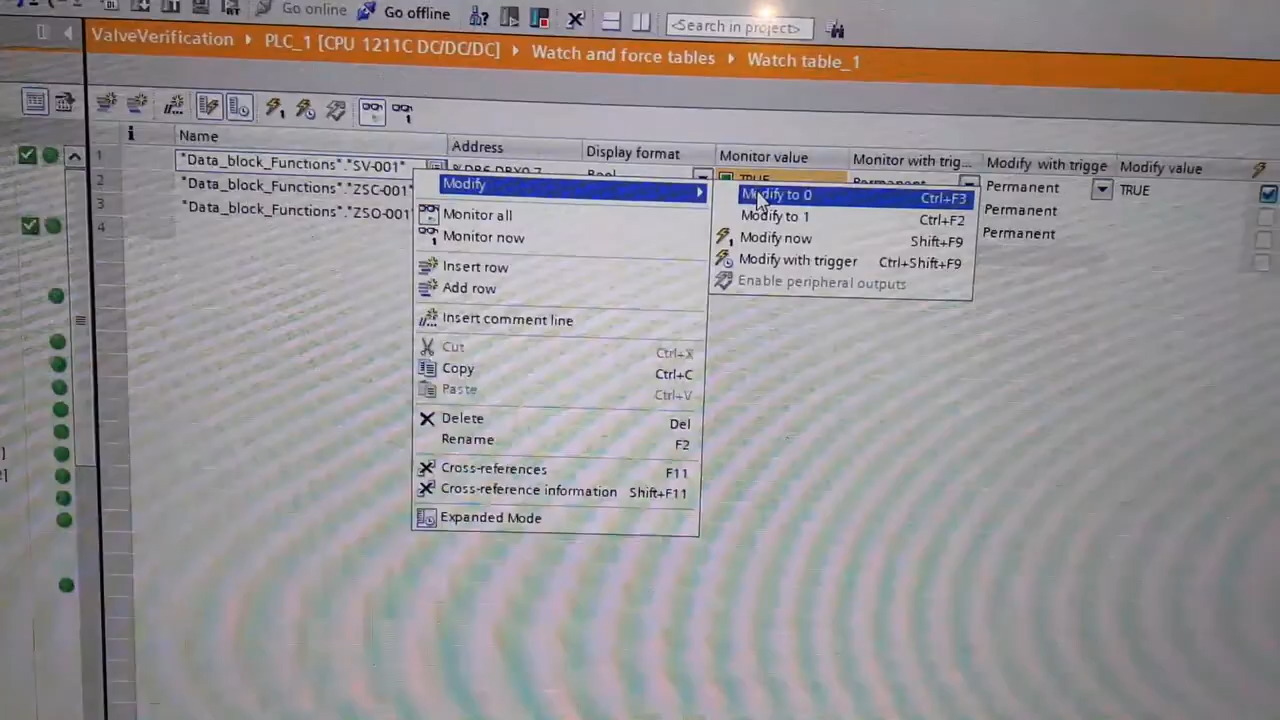 Go online Go offline <Search in project>
ValveVerification PLC_1 [CPU 1211C DC/DC/DC] Watch and force tables Watch table_1
i Name Address Display format Monitor value Monitor with trig... Modify with trigge Modify value
1 "Data_block_Functions"."SV-001" Bool TRUE Permanent Permanent TRUE
2 "Data_block_Functions"."ZSC-001" Permanent
3 "Data_block_Functions"."ZSO-001" Permanent
4
Modify
Monitor all
Monitor now
Insert row
Add row
Insert comment line
Cut Ctrl+X
Copy Ctrl+C
Paste Ctrl+V
Delete Del
Rename F2
Cross-references F11
Cross-reference information Shift+F11
Expanded Mode
Modify to 0 Ctrl+F3
Modify to 1 Ctrl+F2
Modify now Shift+F9
Modify with trigger Ctrl+Shift+F9
Enable peripheral outputs